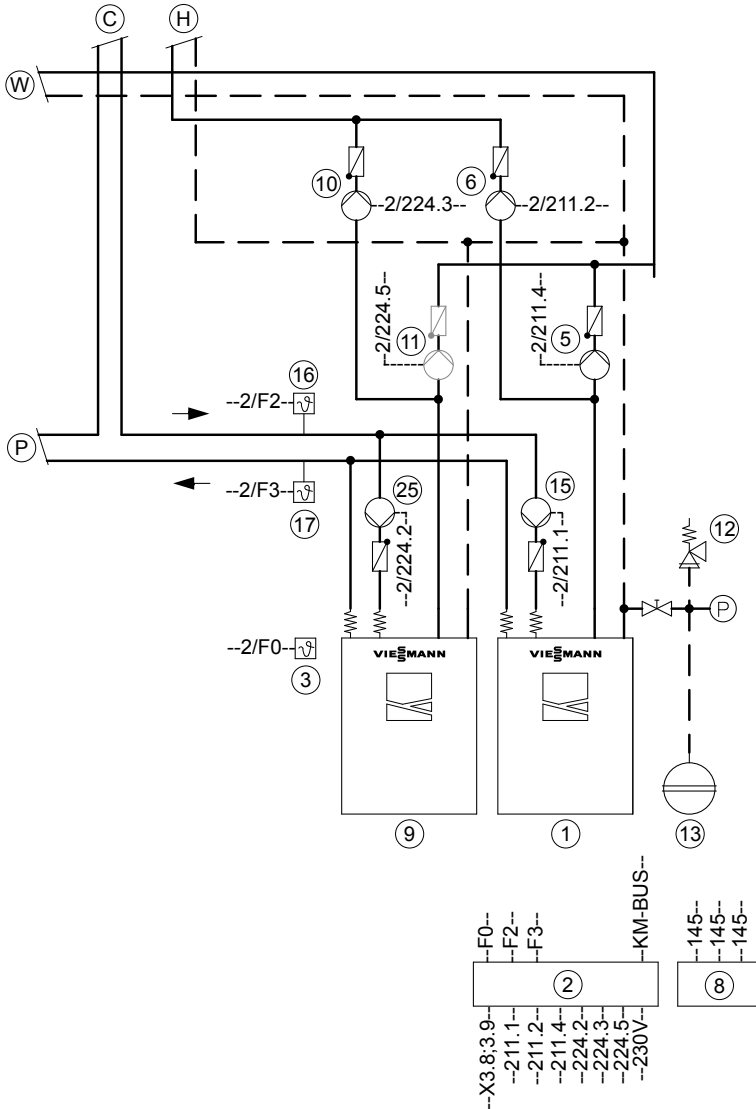 C
H
W
10
--2/224.3--
6
--2/211.2--
--2/224.5--
11
--2/211.4--
5
16
--2/F2--
ϑ
P
--2/F3--
ϑ
17
25
--2/224.2--
15
--2/211.1--
12
P
--2/F0--
ϑ
3
VIESSMANN
VIESSMANN
9
1
13
--F0--
--F2--
--F3--
--KM-BUS--
--145--
--145--
--145--
2
8
--X3.8;3.9--
--211.1--
--211.2--
--211.4--
--224.2--
--224.3--
--224.5--
--230V--